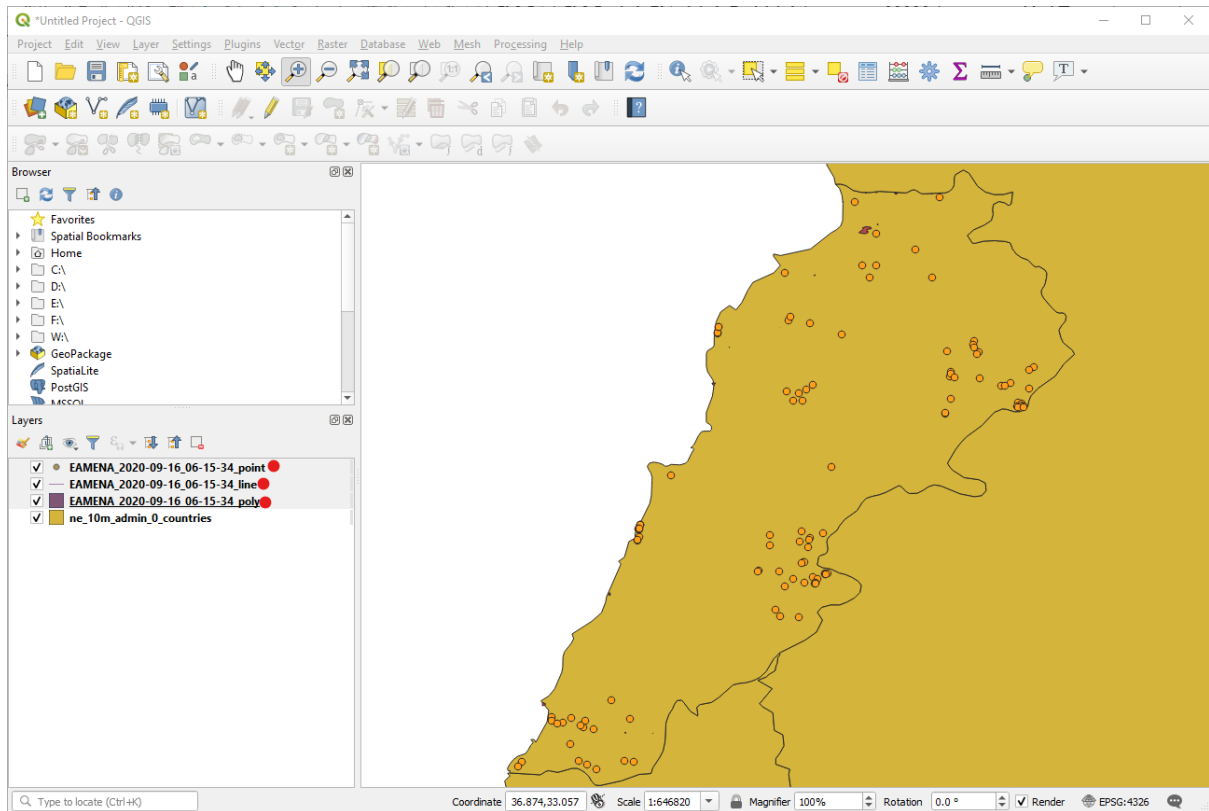 *Untitled Project - QGIS
Project Edit View Layer Settings Plugins Vector Raster Database Web Mesh Processing Help
Browser
Favorites
Spatial Bookmarks
Home
C:\
D:\
E:\
F:\
W:\
GeoPackage
SpatiaLite
PostGIS
MSSQL
Layers
EAMENA_2020-09-16_06-15-34_point
EAMENA_2020-09-16_06-15-34_line
EAMENA_2020-09-16_06-15-34_poly
ne_10m_admin_0_countries
Type to locate (Ctrl+K) Coordinate 36.874,33.057 Scale 1:646820 Magnifier 100% Rotation 0.0 ° Render EPSG:4326